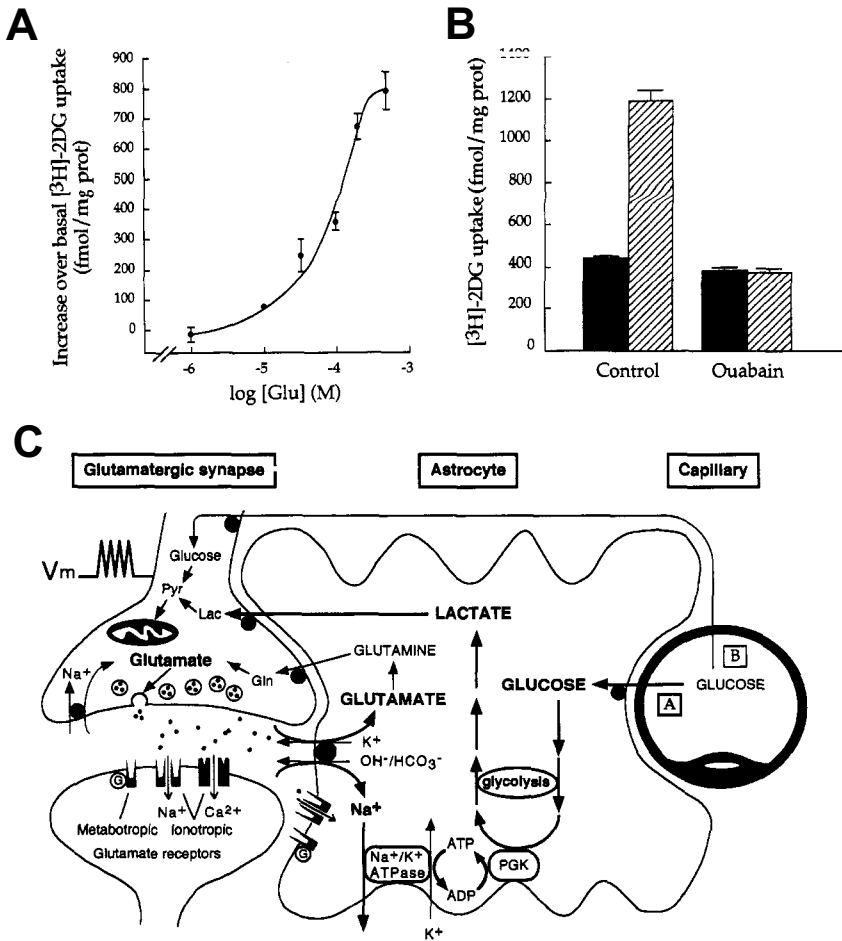 A
Increase over basal [³H]-2DG uptake
(fmol/mg prot)
900
800
700
600
500
400
300
200
100
0
-6
-5
-4
-3
log [Glu] (M)
B
[³H]-2DG uptake (fmol/mg prot)
1200
1000
800
600
400
200
0
Control
Ouabain
C
Glutamatergic synapse
Astrocyte
Capillary
Vm
Glucose
Pyr
Lac
LACTATE
Glutamate
Gln
GLUTAMINE
GLUTAMATE
GLUCOSE
GLUCOSE
B
A
Na+
K+
OH-/HCO3-
Na+
glycolysis
G
Na+
Ca2+
Metabotropic
Ionotropic
Glutamate receptors
G
Na+/K+
ATPase
ATP
ADP
PGK
K+